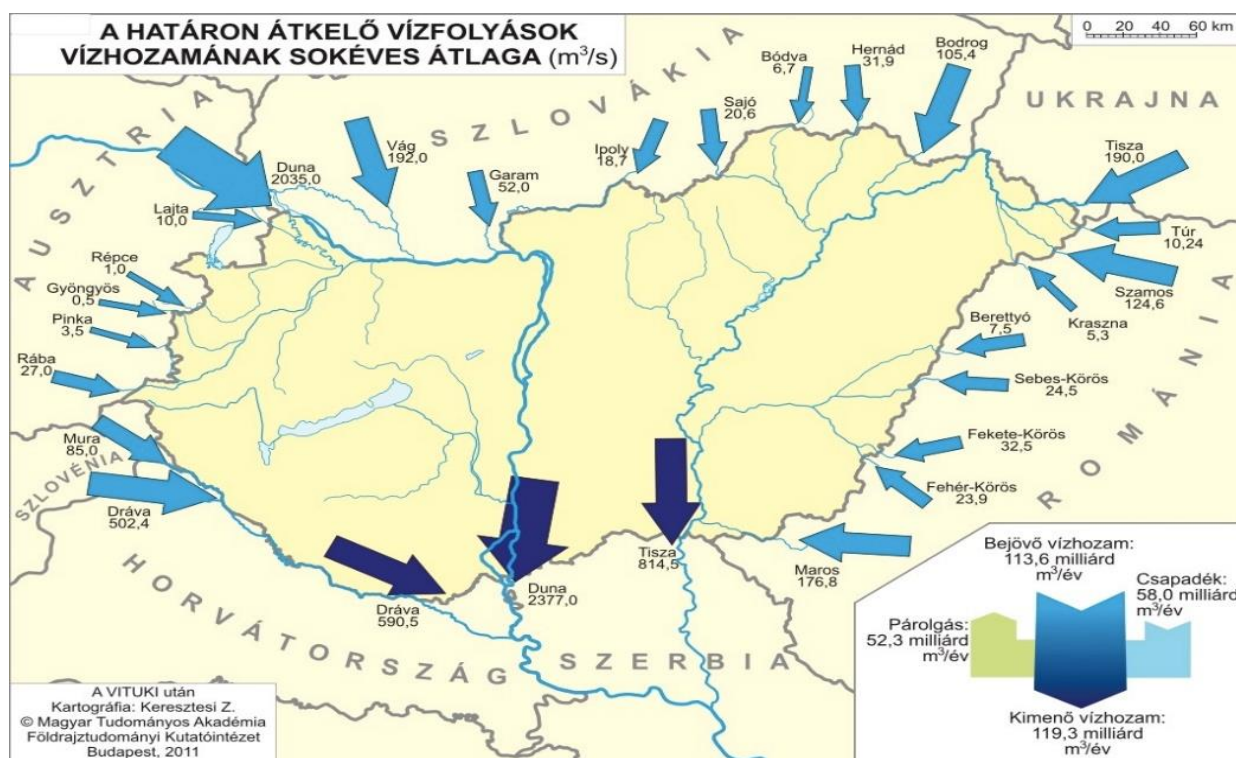 A HATÁRON ÁTKELŐ VÍZFOLYÁSOK
VÍZHOZAMÁNAK SOKÉVES ÁTLAGA (m³/s)
0 20 40 60 km
AUSZTRIA
SZLOVÁKIA
UKRAJNA
ROMÁNIA
SZERBIA
HORVÁTORSZÁG
SZLOVÉNIA
Bódva
6,7
Hernád
31,9
Bodrog
105,4
Sajó
20,6
Ipoly
18,7
Garam
52,0
Vág
192,0
Duna
2035,0
Lajta
10,0
Répce
1,0
Gyöngyös
0,5
Pinka
3,5
Rába
27,0
Mura
85,0
Dráva
502,4
Dráva
590,5
Duna
2377,0
Tisza
814,5
Tisza
190,0
Túr
10,24
Szamos
124,6
Kraszna
5,3
Berettyó
7,5
Sebes-Körös
24,5
Fekete-Körös
32,5
Fehér-Körös
23,9
Maros
176,8
Bejövő vízhozam:
113,6 milliárd
m³/év
Csapadék:
58,0 milliárd
m³/év
Párolgás:
52,3 milliárd
m³/év
Kimenő vízhozam:
119,3 milliárd
m³/év
A VITUKI után
Kartográfia: Keresztesi Z.
© Magyar Tudományos Akadémia
Földrajztudományi Kutatóintézet
Budapest, 2011